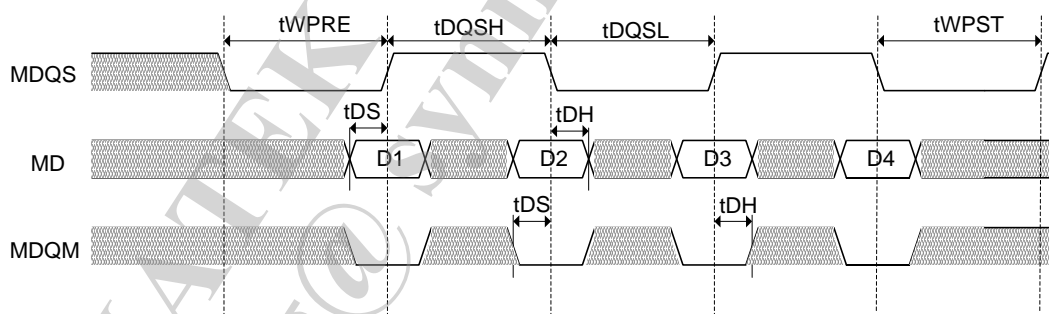 tWPRE tDQSH tDQSL tWPST
MDQS
tDS tDH
MD D1 D2 D3 D4
tDS tDH
MDQM